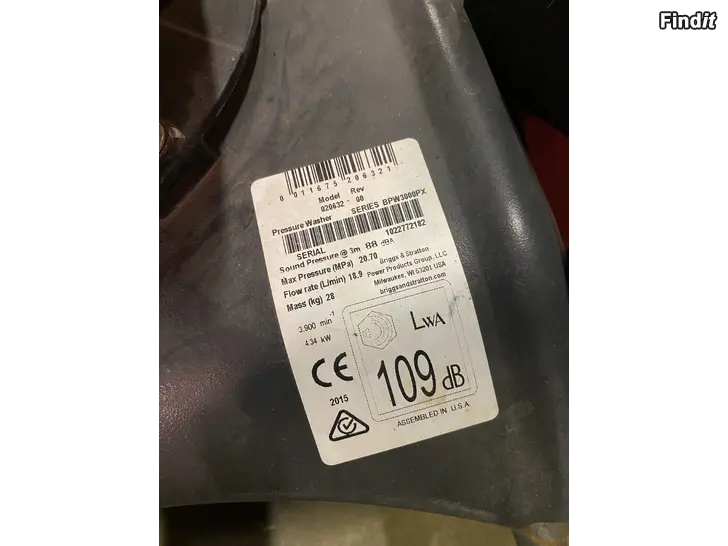 Findit
0 011675 206321
Model Rev
020632 - 00
Pressure Washer SERIES BPW3000PX
SERIAL 1022772182
Sound Pressure @ 3m 88 dBA
Max Pressure (MPa) 20.70
Flow rate (L/min) 18.9
Mass (kg) 28
Briggs & Stratton
Power Products Group, LLC
Milwaukee, WI 53201 USA
briggsandstratton.com
3.900 min-1
4.34 kW
CE
2015
LWA
109 dB
ASSEMBLED IN U.S.A.